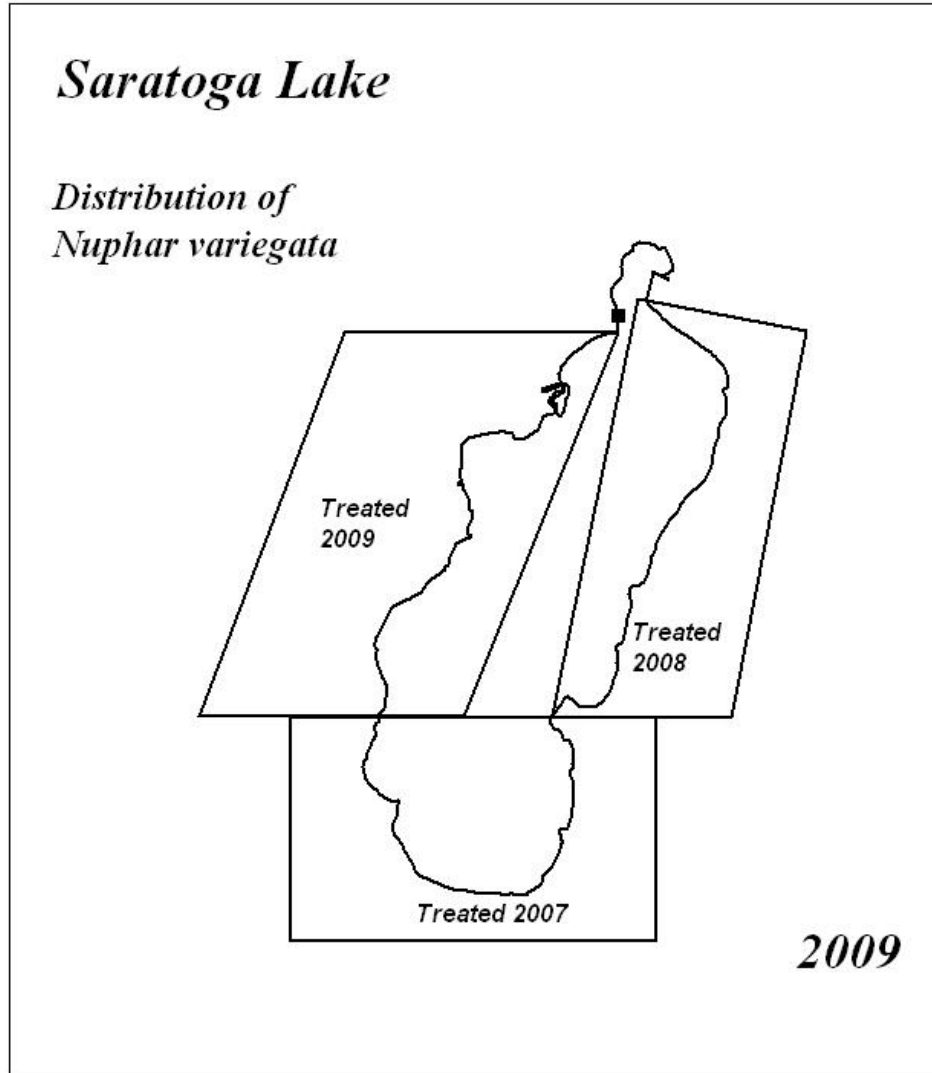 Saratoga Lake
Distribution of
Nuphar variegata
Treated
2009
Treated
2008
Treated 2007
2009